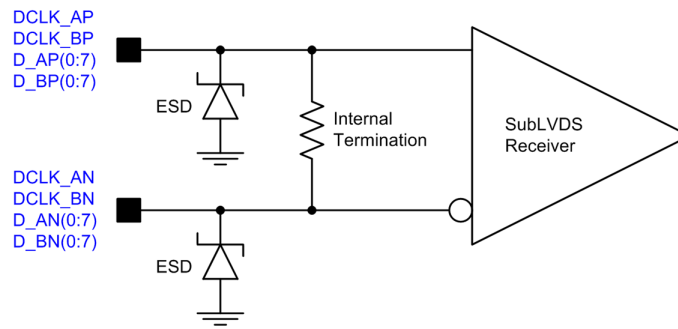 DCLK_AP
DCLK_BP
D_AP(0:7)
D_BP(0:7)
ESD
Internal
Termination
SubLVDS
Receiver
DCLK_AN
DCLK_BN
D_AN(0:7)
D_BN(0:7)
ESD